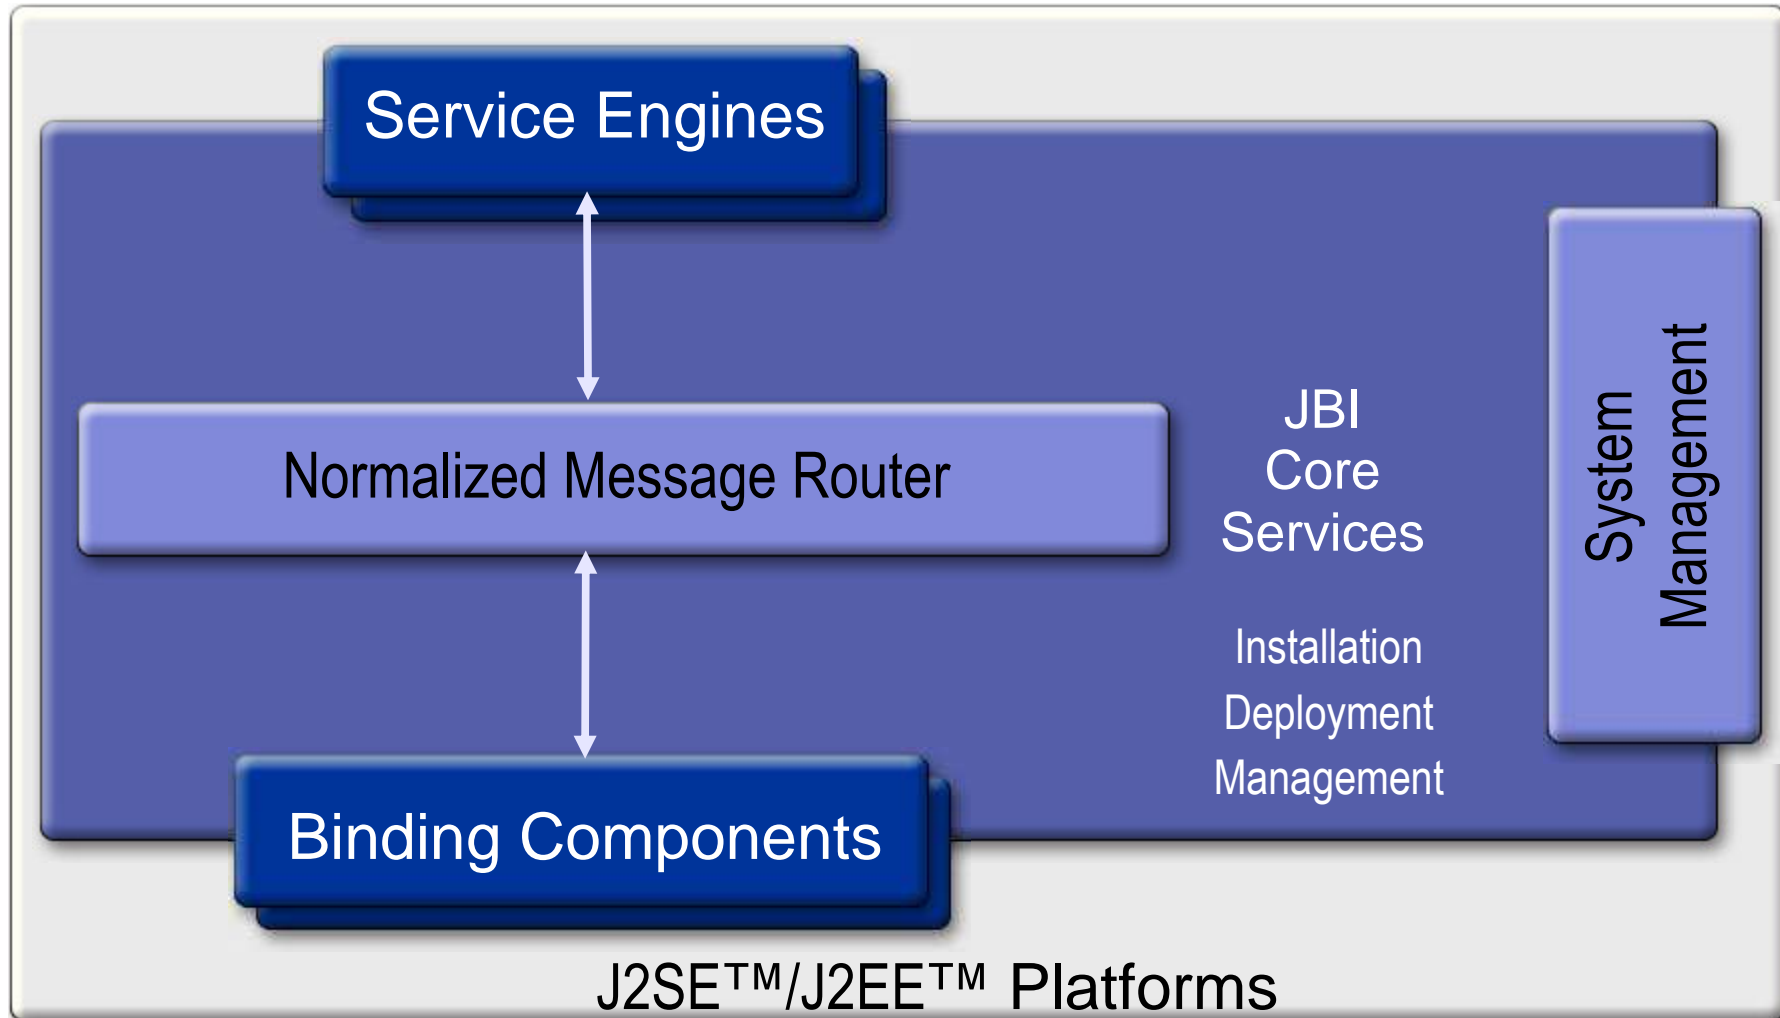 Service Engines
Normalized Message Router
JBI
Core
Services
Installation
Deployment
Management
System
Management
Binding Components
J2SE™/J2EE™ Platforms